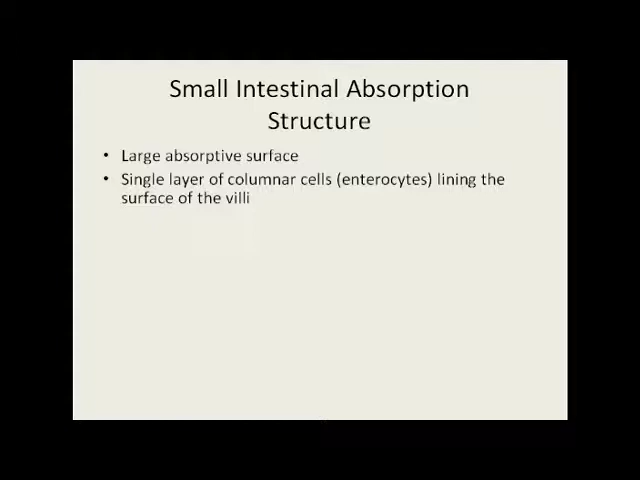 Small Intestinal Absorption
Structure
• Large absorptive surface
• Single layer of columnar cells (enterocytes) lining the
surface of the villi